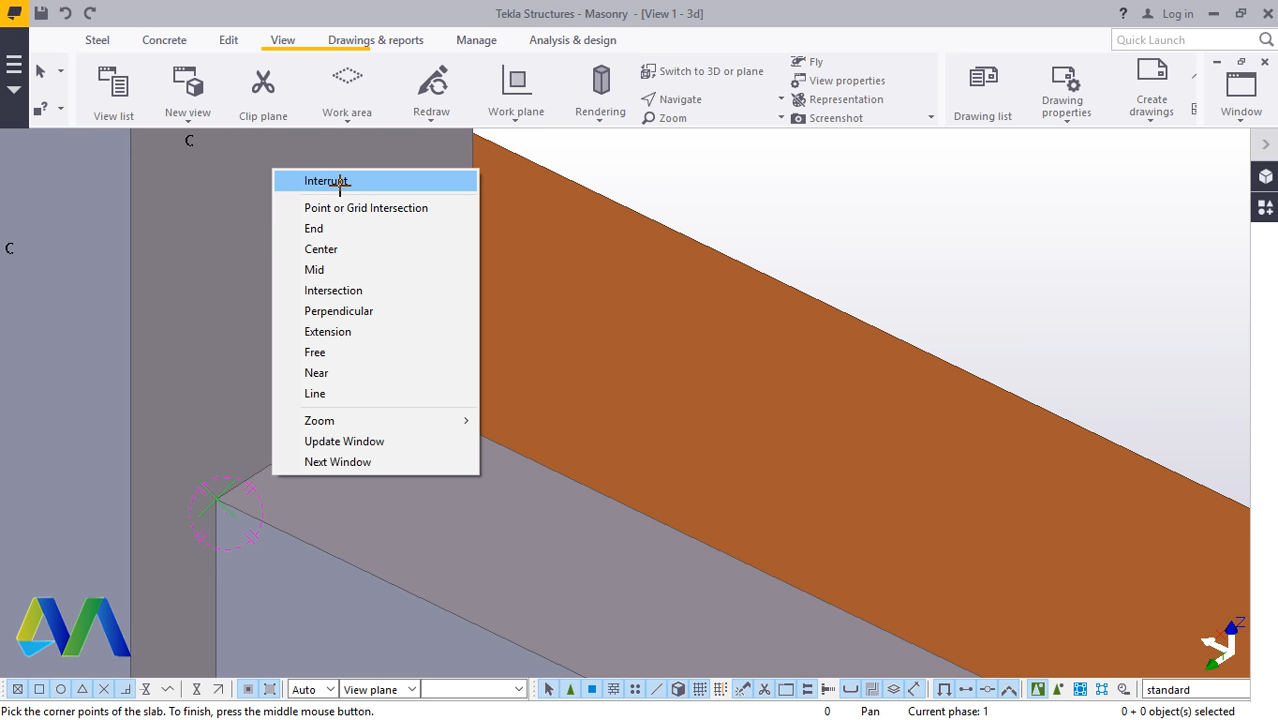 Tekla Structures - Masonry - [View 1 - 3d]
? Log in
Steel Concrete Edit View Drawings & reports Manage Analysis & design Quick Launch
Fly
Switch to 3D or plane View properties
Navigate Representation
Zoom Screenshot
View list New view Clip plane Work area Redraw Work plane Rendering Drawing list Drawing properties Create drawings Window
C
C
Interrupt
Point or Grid Intersection
End
Center
Mid
Intersection
Perpendicular
Extension
Free
Near
Line
Zoom
Update Window
Next Window
Z
Auto View plane standard
Pick the corner points of the slab. To finish, press the middle mouse button. 0 Pan Current phase: 1 0 + 0 object(s) selected